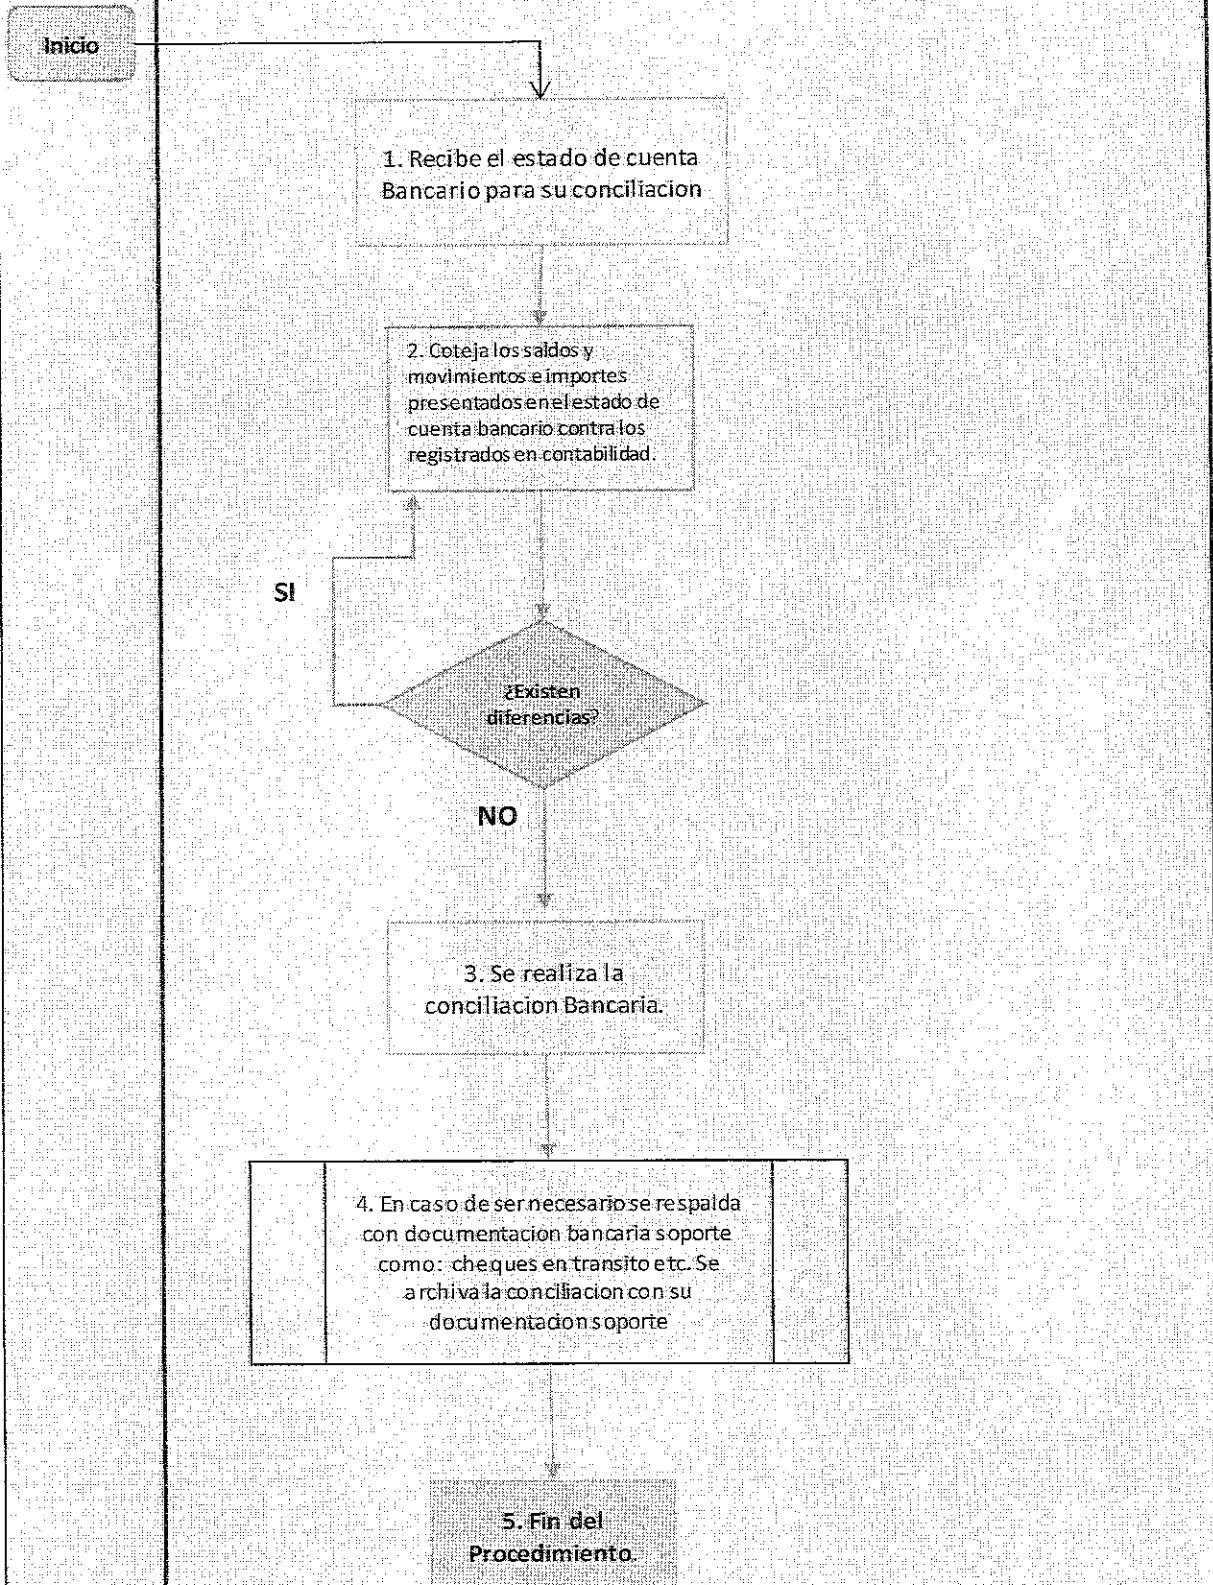 Inicio
1. Recibe el estado de cuenta
Bancario para su conciliacion
2. Coteja los saldos y
movimientos e importes
presentados en el estado de
cuenta bancario contra los
registrados en contabilidad.
SI
¿Existen
diferencias?
NO
3. Se realiza la
conciliacion Bancaria.
4. En caso de ser necesario se respalda
con documentacion bancaria soporte
como: cheques en transito etc. Se
archiva la conciliacion con su
documentacion soporte
5. Fin del
Procedimiento.